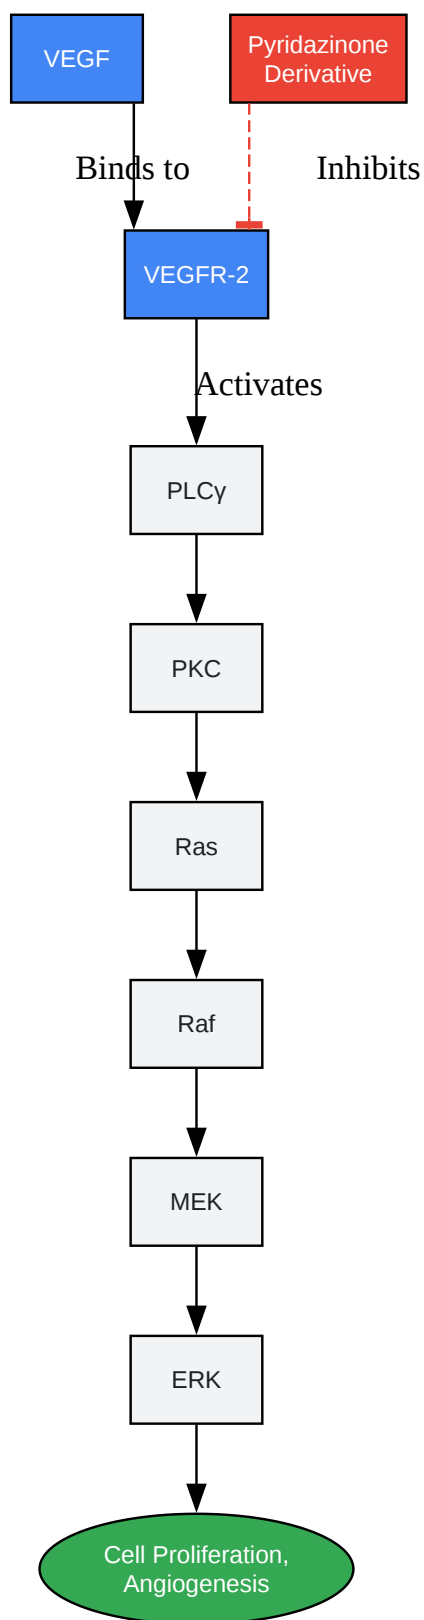 VEGF
Pyridazinone
Derivative
Binds to
Inhibits
VEGFR-2
Activates
PLCγ
PKC
Ras
Raf
MEK
ERK
Cell Proliferation,
Angiogenesis